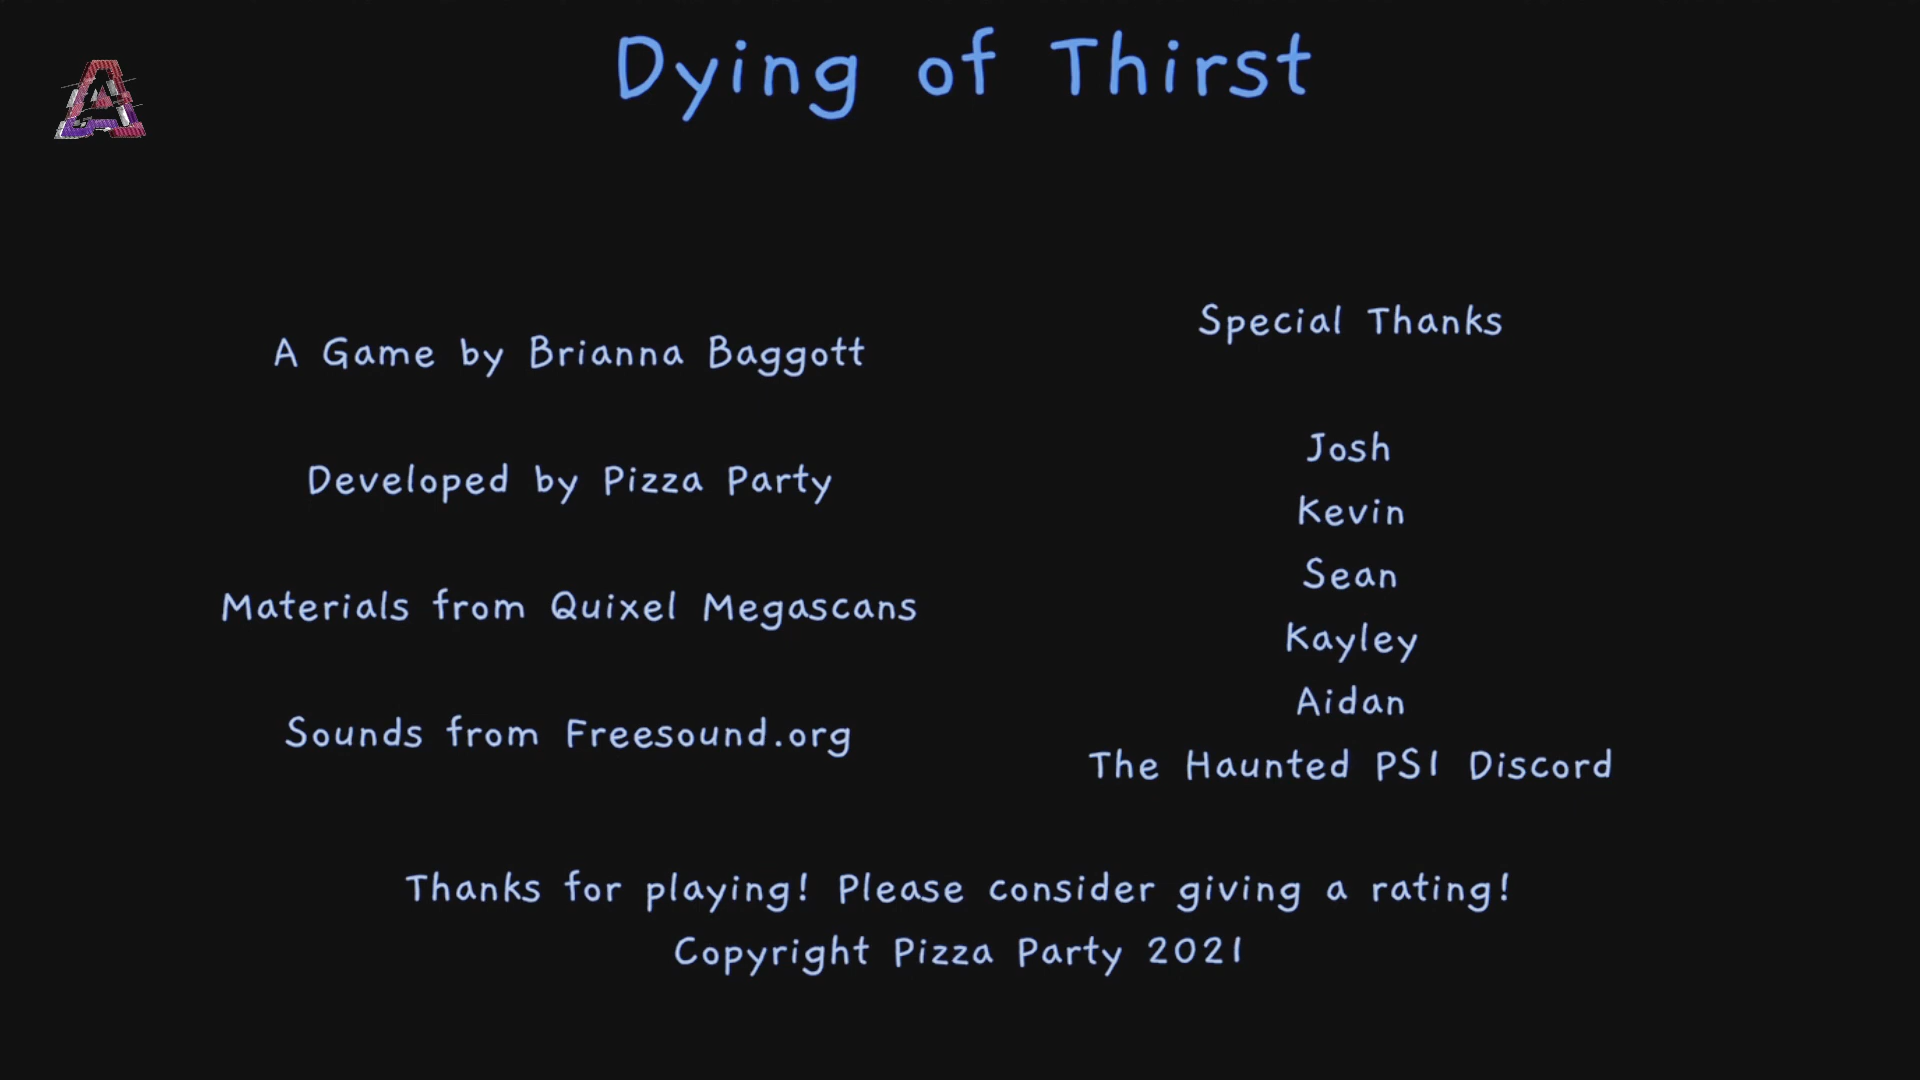 Dying of Thirst
A
A Game by Brianna Baggott
Developed by Pizza Party
Materials from Quixel Megascans
Sounds from Freesound.org
Special Thanks
Josh
Kevin
Sean
Kayley
Aidan
The Haunted PS1 Discord
Thanks for playing! Please consider giving a rating!
Copyright Pizza Party 2021